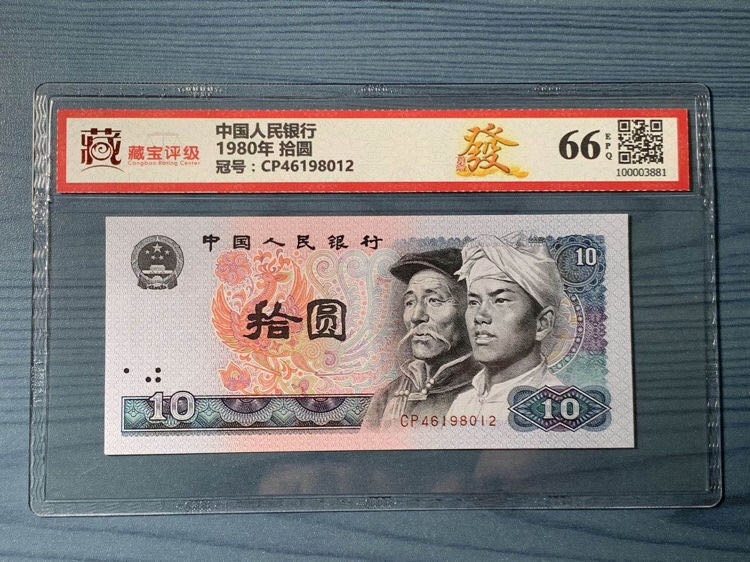 藏
藏宝评级
Cangbao Rating Center
中国人民银行
1980年 拾圆
冠号：CP46198012
發
66
EPQ
100003881
中国人民银行
10
拾圆
10
CP46198012
10